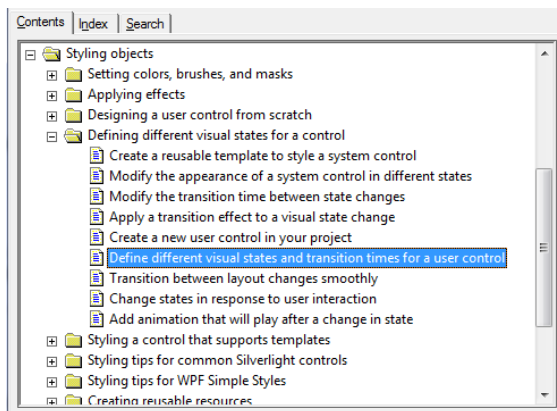 Contents Index Search
Styling objects
Setting colors, brushes, and masks
Applying effects
Designing a user control from scratch
Defining different visual states for a control
Create a reusable template to style a system control
Modify the appearance of a system control in different states
Modify the transition time between state changes
Apply a transition effect to a visual state change
Create a new user control in your project
Define different visual states and transition times for a user control
Transition between layout changes smoothly
Change states in response to user interaction
Add animation that will play after a change in state
Styling a control that supports templates
Styling tips for common Silverlight controls
Styling tips for WPF Simple Styles
Creating reusable resources